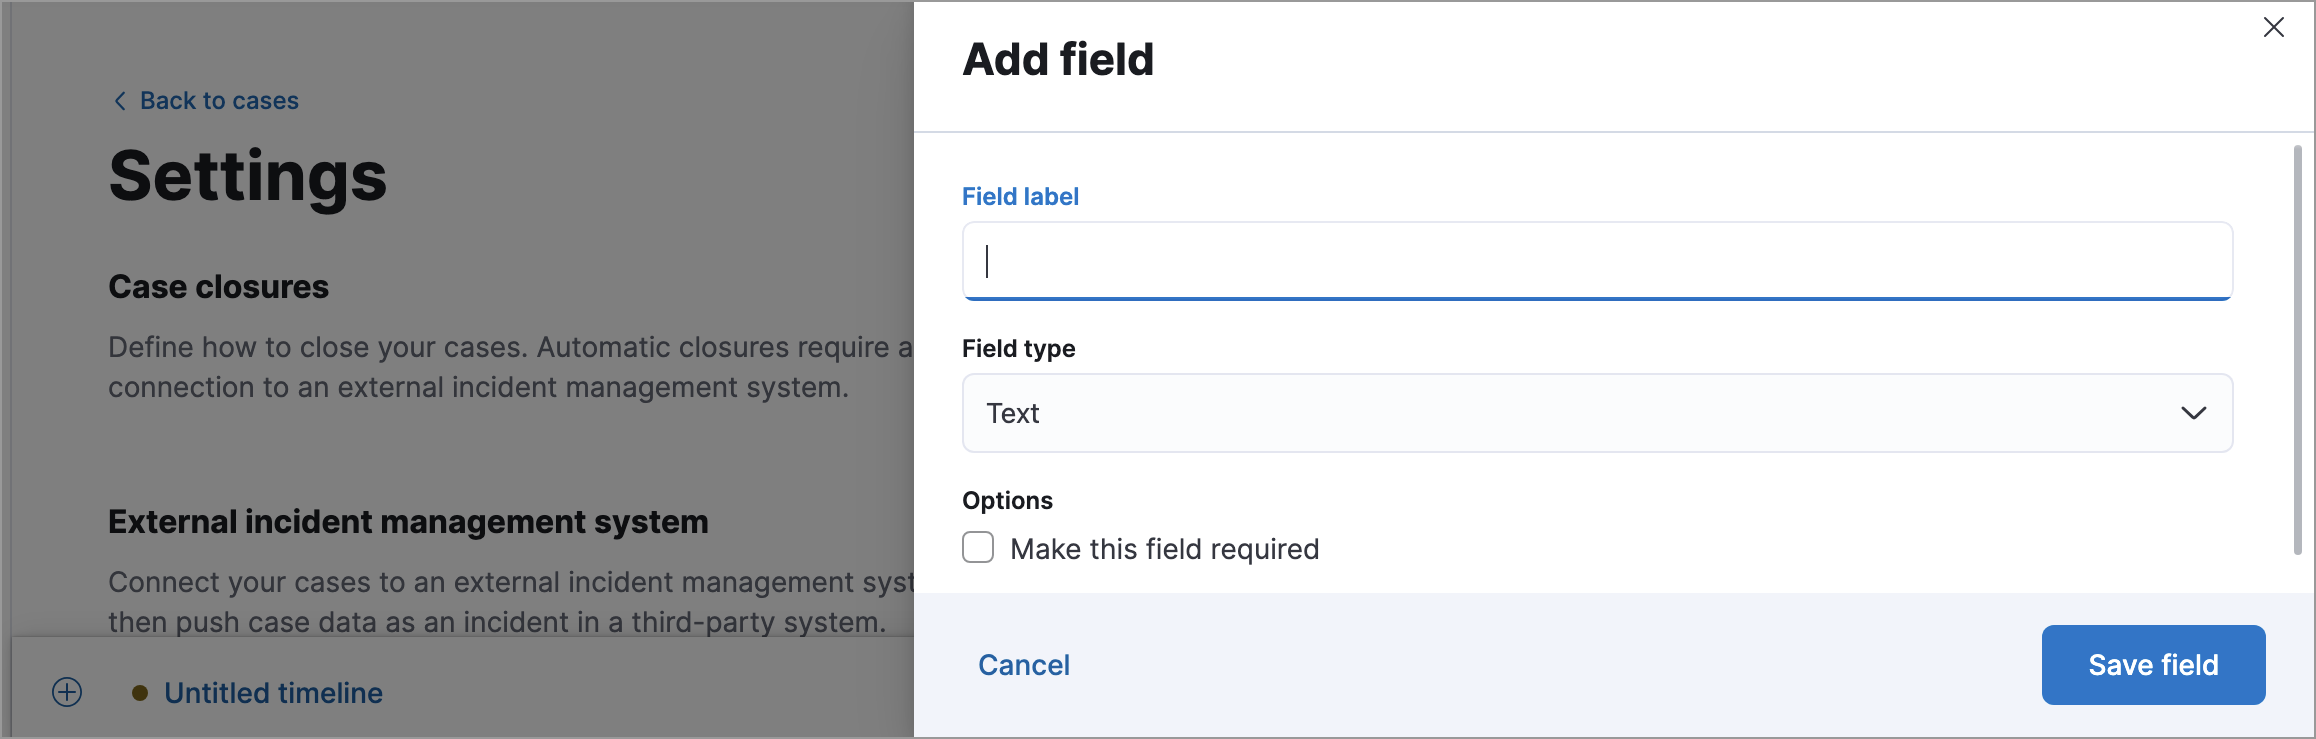 Back to cases
Settings
Case closures
Define how to close your cases. Automatic closures require a
connection to an external incident management system.
External incident management system
Connect your cases to an external incident management syst
then push case data as an incident in a third-party system.
Untitled timeline
Add field
Field label
Field type
Text
Options
Make this field required
Cancel
Save field